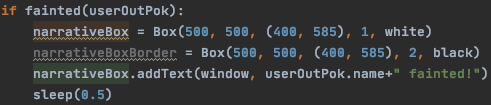 if fainted(userOutPok):
    narrativeBox = Box(500, 500, (400, 585), 1, white)
    narrativeBoxBorder = Box(500, 500, (400, 585), 2, black)
    narrativeBox.addText(window, userOutPok.name+" fainted!")
    sleep(0.5)